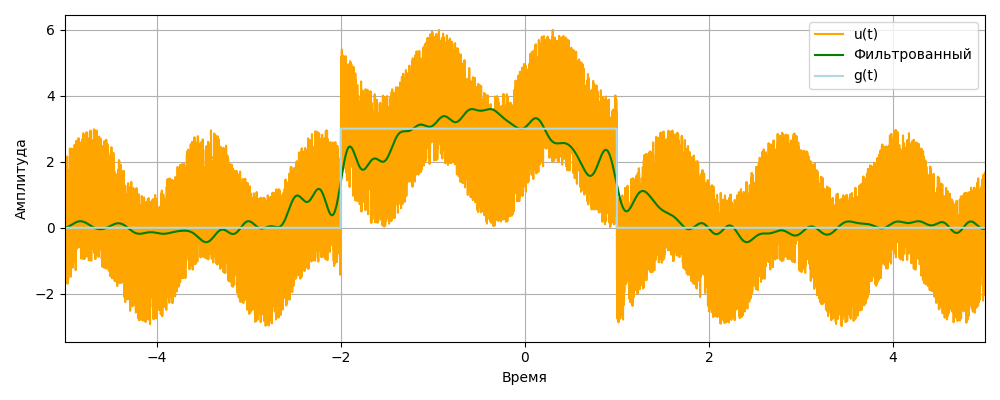 u(t)
Фильтрованный
g(t)
Амплитуда
6
4
2
0
−2
−4
−2
0
2
4
Время